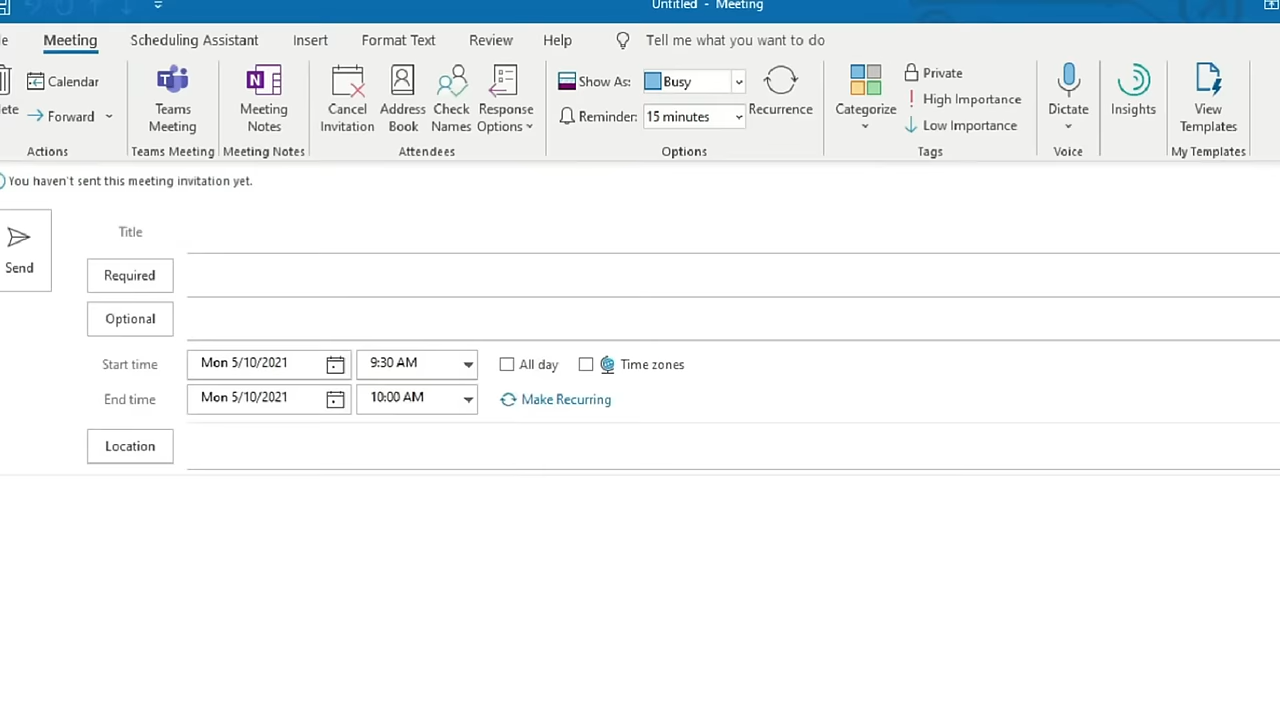 Untitled - Meeting
Meeting Scheduling Assistant Insert Format Text Review Help Tell me what you want to do
Calendar
Forward
Actions
Teams
Meeting
Teams Meeting
Meeting
Notes
Meeting Notes
Cancel
Invitation
Address
Book
Check
Names
Response
Options
Attendees
Show As: Busy
Reminder: 15 minutes
Recurrence
Options
Categorize
Private
High Importance
Low Importance
Tags
Dictate
Voice
Insights
View
Templates
My Templates
You haven't sent this meeting invitation yet.
Send
Title
Required
Optional
Start time Mon 5/10/2021 9:30 AM All day Time zones
End time Mon 5/10/2021 10:00 AM Make Recurring
Location